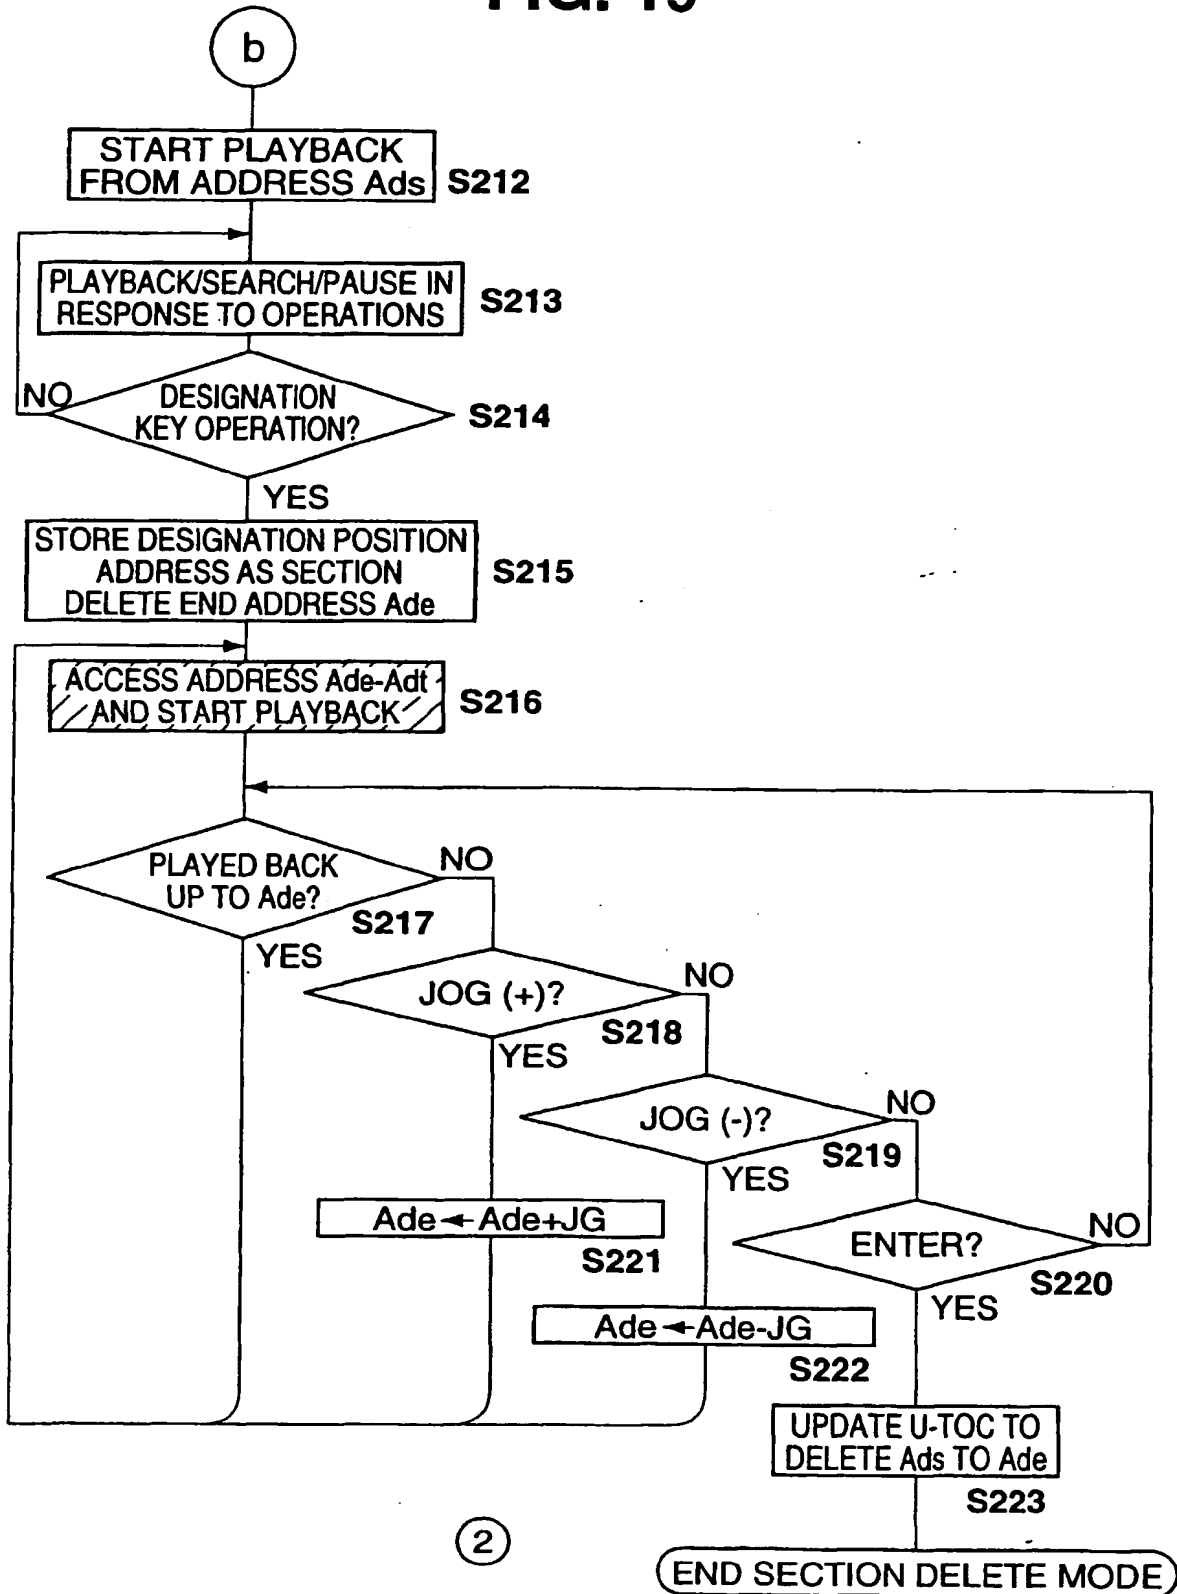 b
START PLAYBACK
FROM ADDRESS Ads
S212
PLAYBACK/SEARCH/PAUSE IN
RESPONSE TO OPERATIONS
S213
NO
DESIGNATION
KEY OPERATION?
S214
YES
STORE DESIGNATION POSITION
ADDRESS AS SECTION
DELETE END ADDRESS Ade
S215
ACCESS ADDRESS Ade-Adt
AND START PLAYBACK
S216
PLAYED BACK
UP TO Ade?
NO
S217
YES
JOG (+)?
NO
S218
YES
JOG (-)?
NO
S219
YES
Ade←Ade+JG
S221
ENTER?
NO
S220
YES
Ade←Ade-JG
S222
UPDATE U-TOC TO
DELETE Ads TO Ade
S223
2
END SECTION DELETE MODE